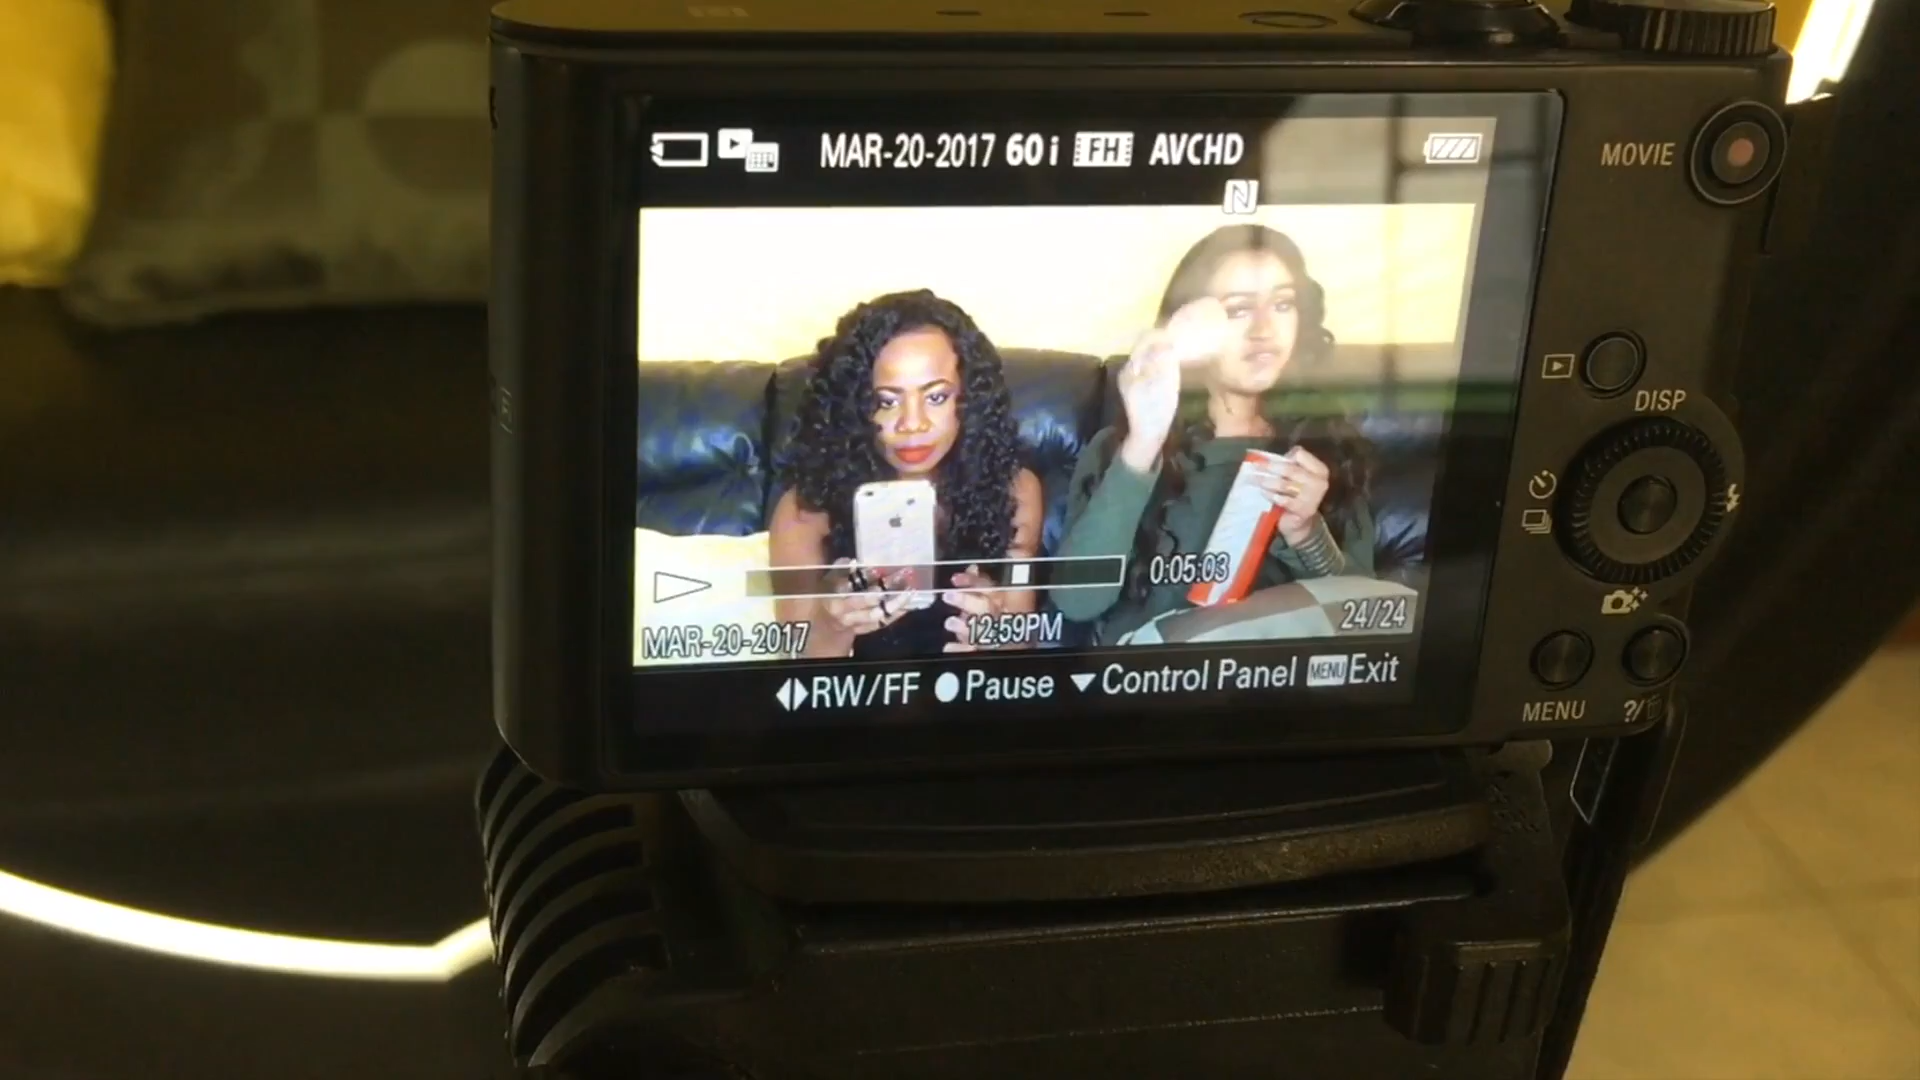 MAR-20-2017 60i FH AVCHD
N
MOVIE
DISP
0:05:03
24/24
MAR-20-2017 12:59PM
RW/FF Pause Control Panel MENU Exit
MENU ?/